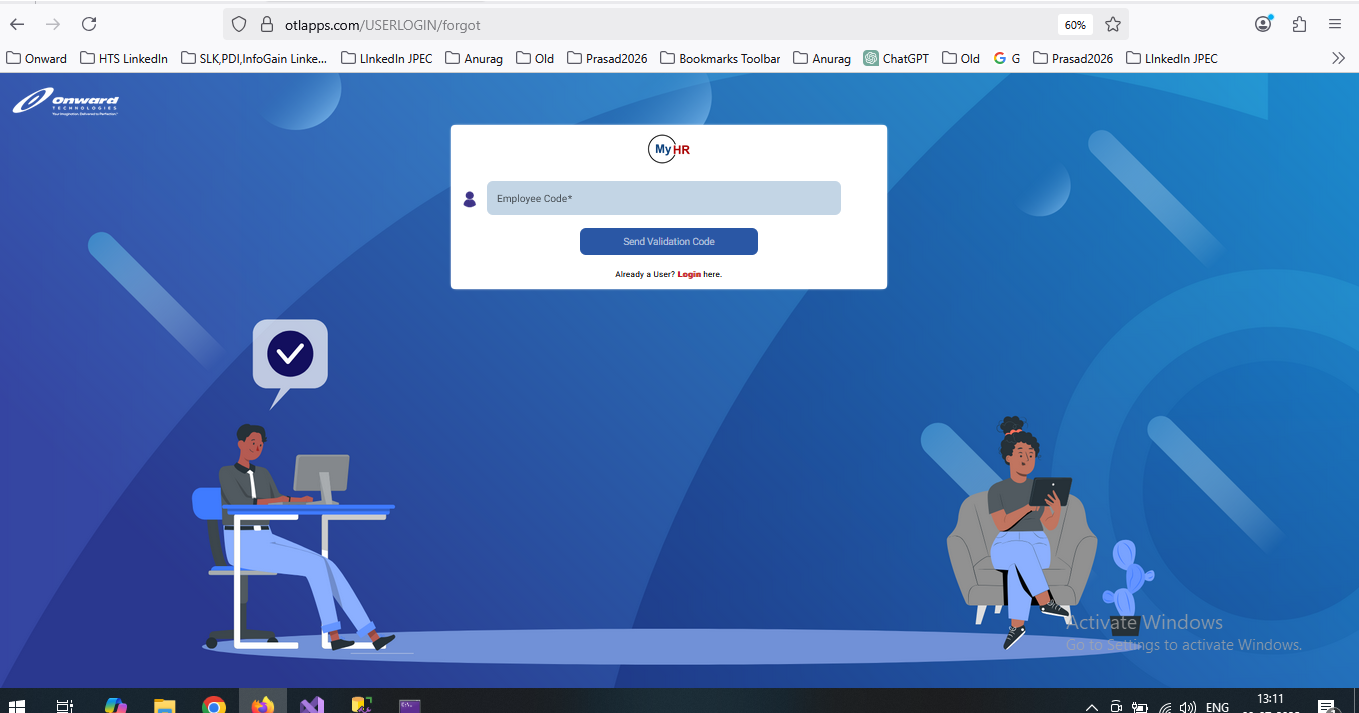 otlapps.com/USERLOGIN/forgot
60%
Onward
HTS LinkedIn
SLK,PDI,InfoGain Linke...
LInkedIn JPEC
Anurag
Old
Prasad2026
Bookmarks Toolbar
Anurag
ChatGPT
Old
G
Prasad2026
LInkedIn JPEC
Onward
TECHNOLOGIES
My HR
Employee Code*
Send Validation Code
Already a User? Login here.
Activate Windows
Go to Settings to activate Windows.
ENG
13:11